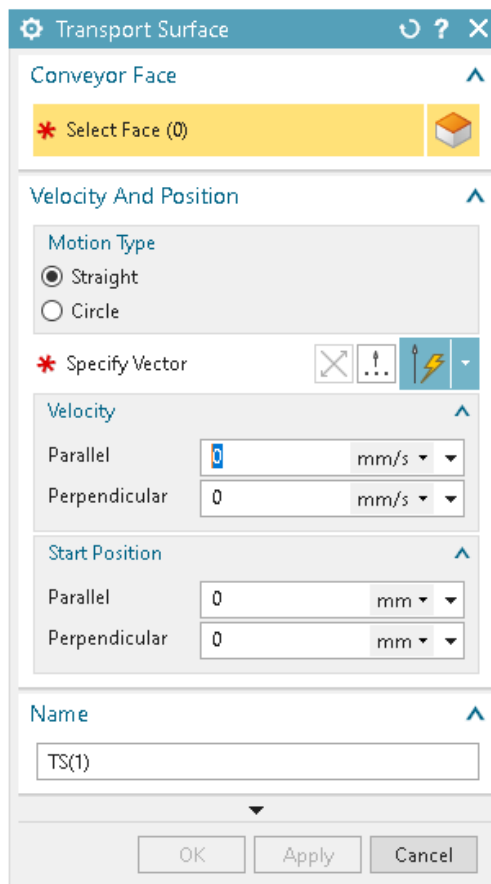 Transport Surface
Conveyor Face
* Select Face (0)
Velocity And Position
Motion Type
Straight
Circle
* Specify Vector
Velocity
Parallel 0 mm/s
Perpendicular 0 mm/s
Start Position
Parallel 0 mm
Perpendicular 0 mm
Name
TS(1)
OK Apply Cancel